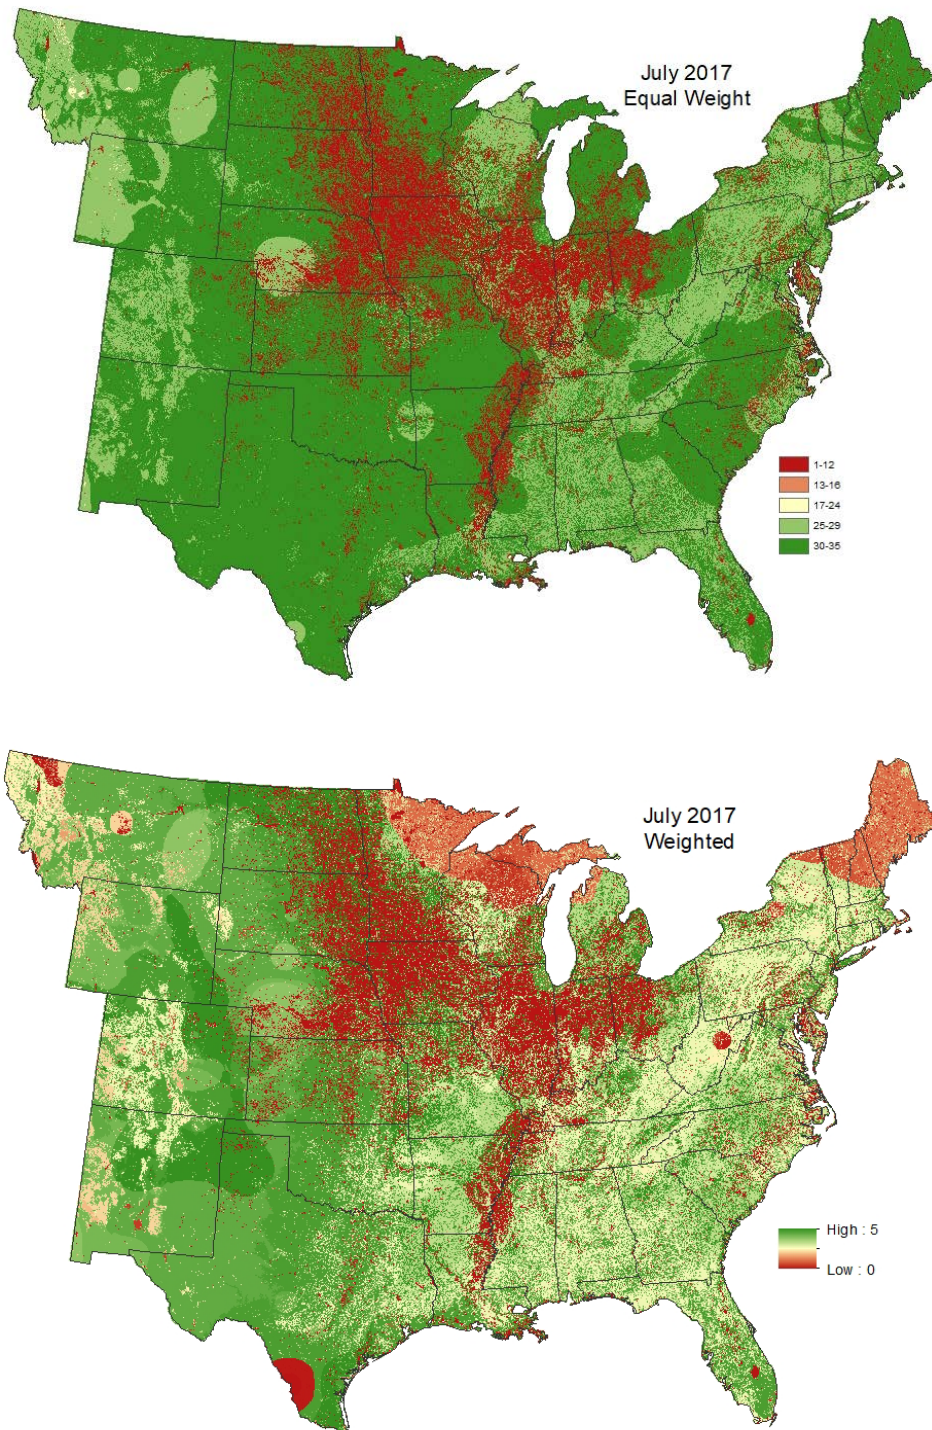 July 2017
Equal Weight
1-12
13-16
17-24
25-29
30-35
July 2017
Weighted
High : 5
Low : 0